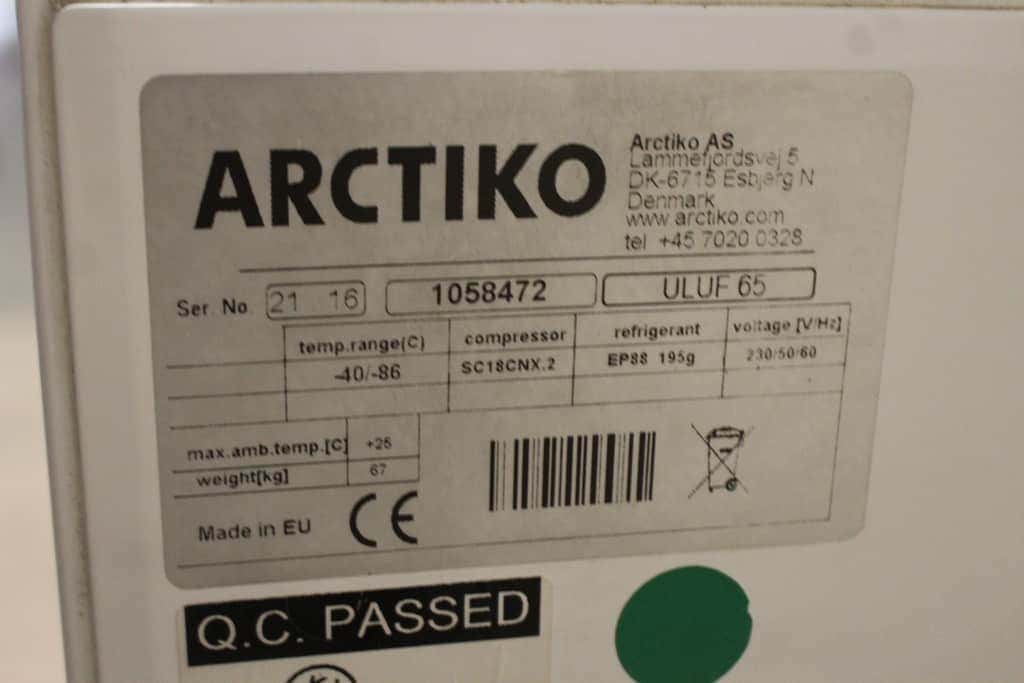 ARCTIKO
Arctiko AS
Lammefjordsvej 5
DK-6715 Esbjerg N
Denmark
www.arctiko.com
tel +45 7020 0328
Ser. No. 21 16 1058472 ULUF 65
temp.range(C) compressor refrigerant voltage [V/Hz]
-40/-86 SC18CNX.2 EP88 195g 230/50/60
max.amb.temp.[C] +25
weight[kg] 67
Made in EU CE
Q.C. PASSED